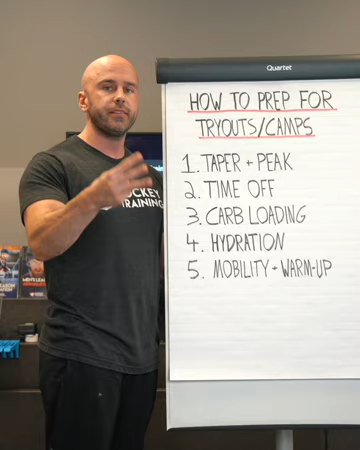 Quartet
HOW TO PREP FOR
TRYOUTS/CAMPS
1. TAPER + PEAK
2. TIME OFF
3. CARB LOADING
4. HYDRATION
5. MOBILITY + WARM-UP
TRAINING